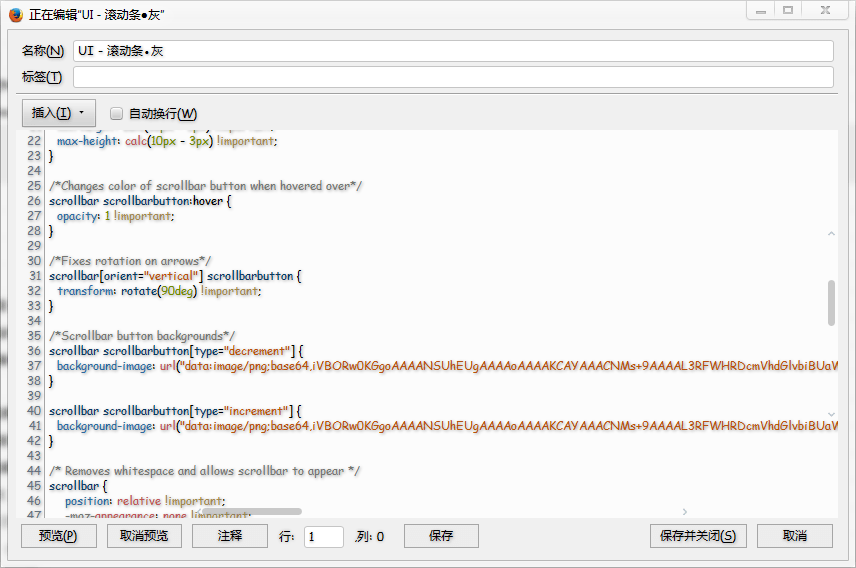 正在编辑“UI - 滚动条●灰”
名称(N) UI - 滚动条●灰
标签(T)
插入(I) 自动换行(W)
22 max-height: calc(10px - 3px) !important;
23 }
24
25 /*Changes color of scrollbar button when hovered over*/
26 scrollbar scrollbarbutton:hover {
27 opacity: 1 !important;
28 }
29
30 /*Fixes rotation on arrows*/
31 scrollbar[orient="vertical"] scrollbarbutton {
32 transform: rotate(90deg) !important;
33 }
34
35 /*Scrollbar button backgrounds*/
36 scrollbar scrollbarbutton[type="decrement"] {
37 background-image: url("data:image/png;base64,iVBORw0KGgoAAAANSUhEUgAAAAoAAAAKCAYAAACNMs+9AAAAL3RFWHRDcmVhdGlvbiBUaW
38 }
39
40 scrollbar scrollbarbutton[type="increment"] {
41 background-image: url("data:image/png;base64,iVBORw0KGgoAAAANSUhEUgAAAAoAAAAKCAYAAACNMs+9AAAAL3RFWHRDcmVhdGlvbiBUaW
42 }
43
44 /* Removes whitespace and allows scrollbar to appear */
45 scrollbar {
46 position: relative !important;
47 -moz-appearance: none !important;
预览(P) 取消预览 注释 行: 1 列: 0 保存 保存并关闭(S) 取消